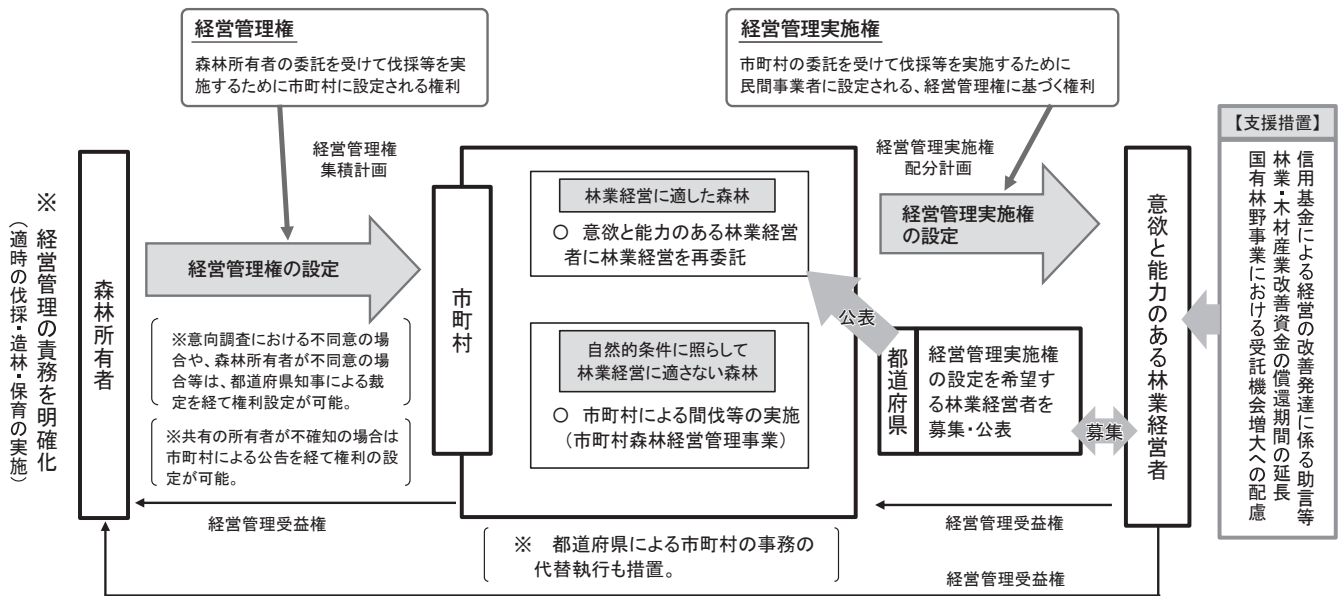 経営管理権
森林所有者の委託を受けて伐採等を実
施するために市町村に設定される権利
経営管理実施権
市町村の委託を受けて伐採等を実施するために
民間事業者に設定される、経営管理権に基づく権利
※ 経営管理の責務を明確化
(適時の伐採・造林・保育の実施)
森林所有者
経営管理権
集積計画
経営管理権の設定
※意向調査における不同意の場
合や、森林所有者が不同意の場
合等は、都道府県知事による裁
定を経て権利設定が可能。
※共有の所有者が不確知の場合は
市町村による公告を経て権利の設
定が可能。
市町村
林業経営に適した森林
○ 意欲と能力のある林業経営
者に林業経営を再委託
自然的条件に照らして
林業経営に適さない森林
○ 市町村による間伐等の実施
(市町村森林経営管理事業)
経営管理実施権
配分計画
経営管理実施権
の設定
公表
都道府県
経営管理実施権
の設定を希望す
る林業経営者を
募集・公表
募集
意欲と能力のある林業経営者
【支援措置】
信用基金による経営の改善発達に係る助言等
林業・木材産業改善資金の償還期間の延長
国有林野事業における受託機会増大への配慮
経営管理受益権
経営管理受益権
※ 都道府県による市町村の事務の
代替執行も措置。
経営管理受益権